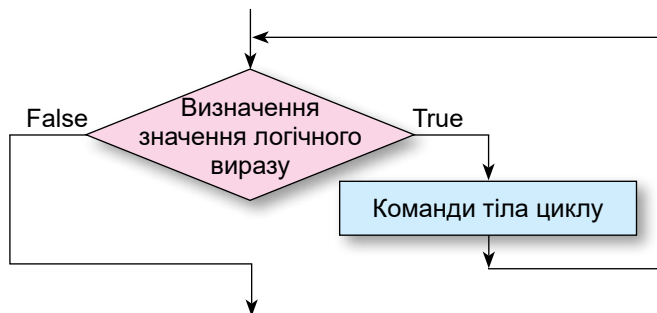 False
Визначення
значення логічного
виразу
True
Команди тіла циклу